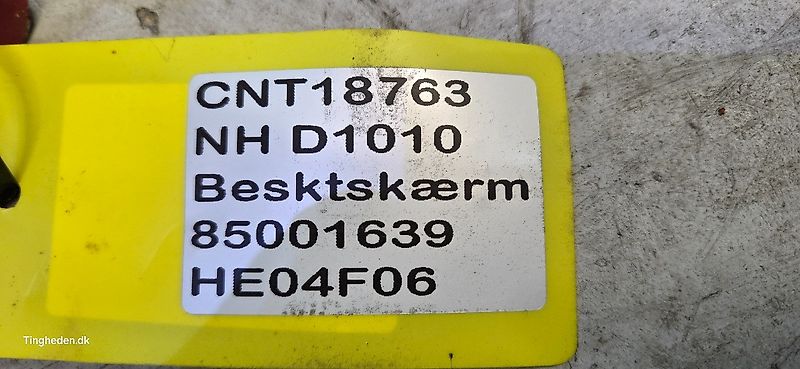 CNT18763
NH D1010
Besktskærm
85001639
HE04F06
Tingheden.dk